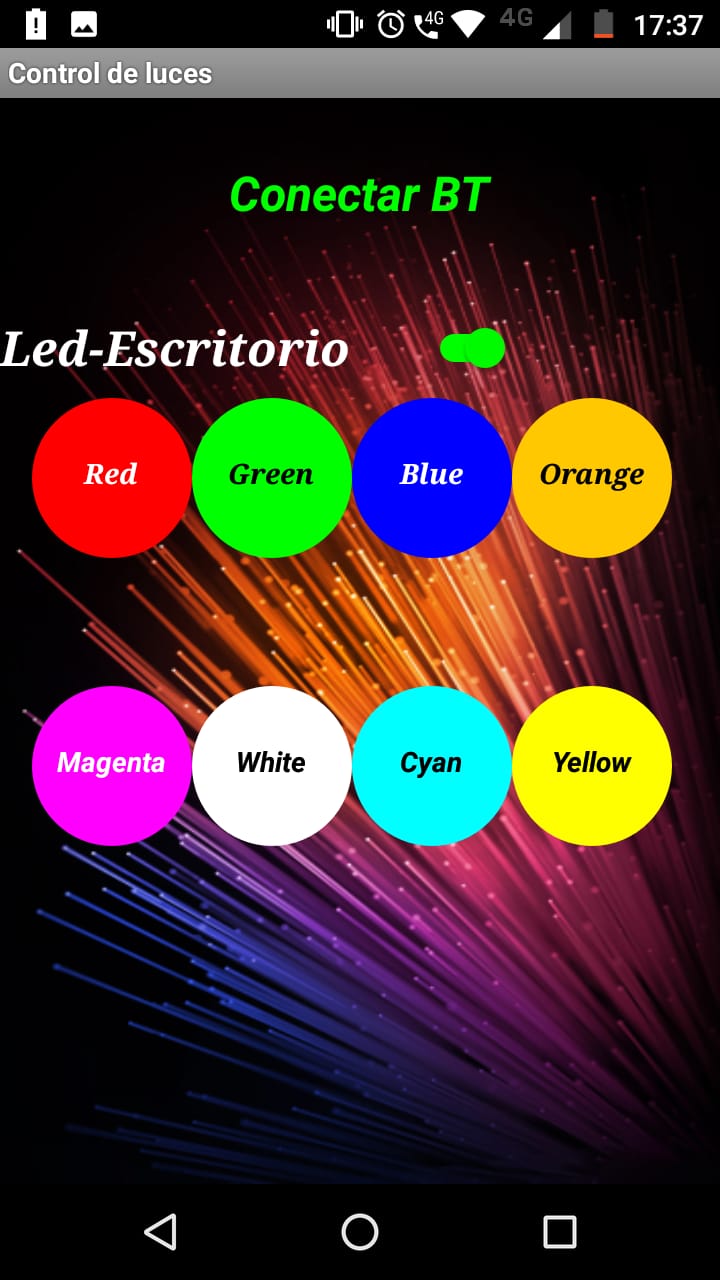 4G 4G 17:37
Control de luces
Conectar BT
Led-Escritorio
Red Green Blue Orange
Magenta White Cyan Yellow